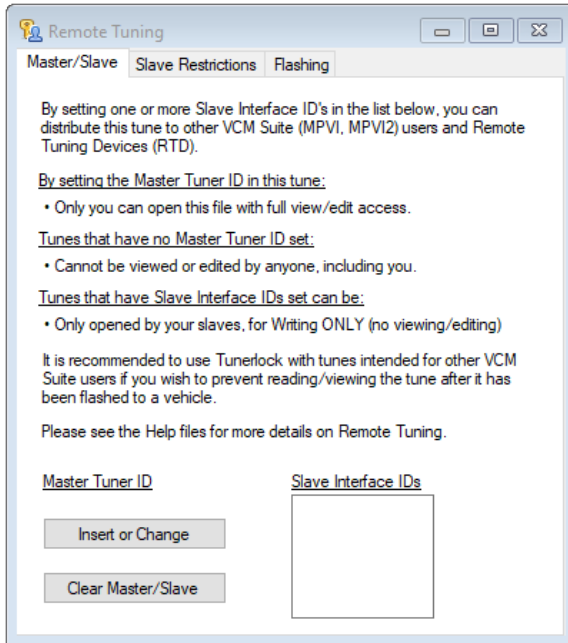 Remote Tuning
Master/Slave Slave Restrictions Flashing
By setting one or more Slave Interface ID's in the list below, you can
distribute this tune to other VCM Suite (MPVI, MPVI2) users and Remote
Tuning Devices (RTD).
By setting the Master Tuner ID in this tune:
• Only you can open this file with full view/edit access.
Tunes that have no Master Tuner ID set:
• Cannot be viewed or edited by anyone, including you.
Tunes that have Slave Interface IDs set can be:
• Only opened by your slaves, for Writing ONLY (no viewing/editing)
It is recommended to use Tunerlock with tunes intended for other VCM
Suite users if you wish to prevent reading/viewing the tune after it has
been flashed to a vehicle.
Please see the Help files for more details on Remote Tuning.
Master Tuner ID Slave Interface IDs
Insert or Change
Clear Master/Slave